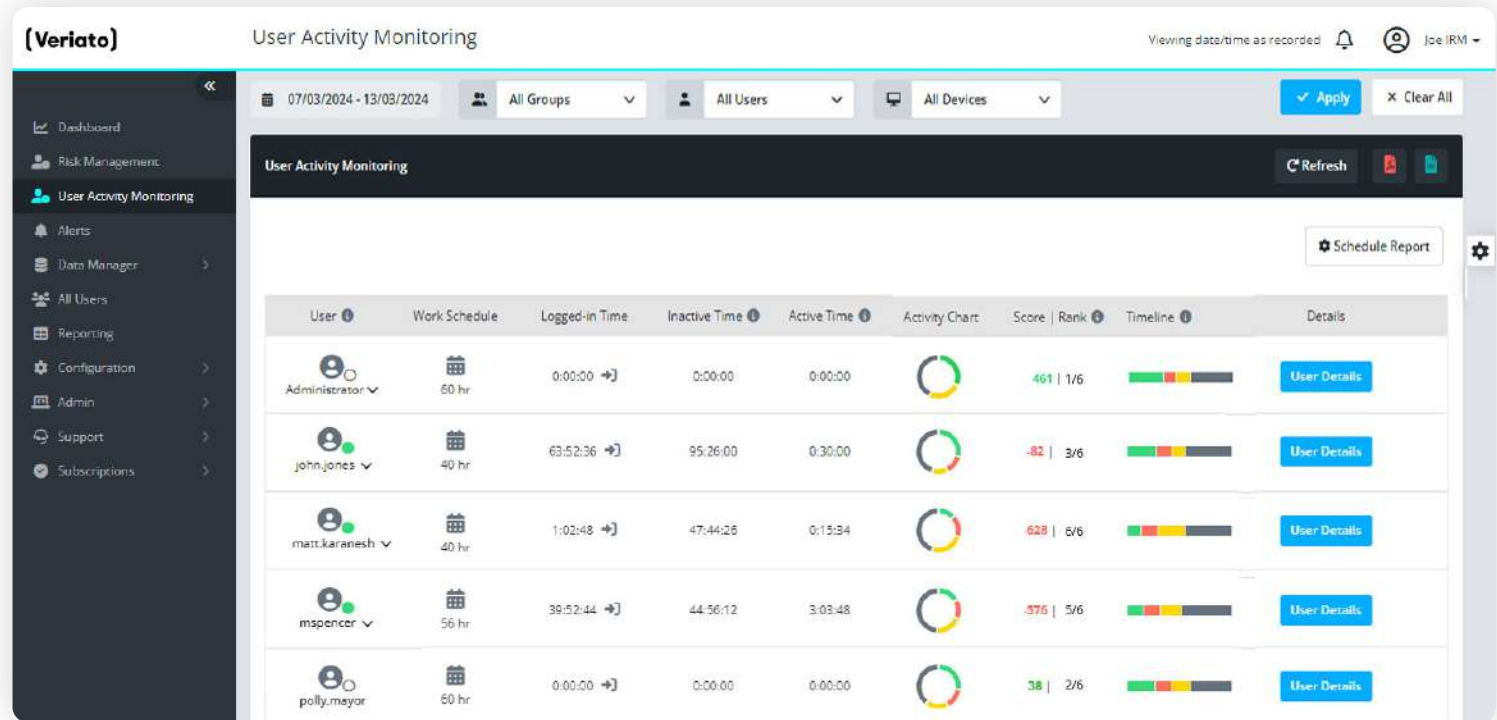 [Veriato]
User Activity Monitoring
Viewing date/time as recorded
Joe IRM
07/03/2024 - 13/03/2024
All Groups
All Users
All Devices
Apply
Clear All
Dashboard
Risk Management
User Activity Monitoring
Alerts
Data Manager
All Users
Reporting
Configuration
Admin
Support
Subscriptions
User Activity Monitoring
Refresh
Schedule Report
User Work Schedule Logged-in Time Inactive Time Active Time Activity Chart Score | Rank Timeline Details
Administrator 60 hr 0:00:00 0:00:00 0:00:00 461 | 1/6 User Details
john.jones 40 hr 63:52:36 95:26:00 0:30:00 -82 | 3/6 User Details
matt.karanesh 40 hr 1:02:48 47:44:26 0:15:34 -628 | 6/6 User Details
mspencer 56 hr 39:52:44 44:56:12 3:03:48 -576 | 5/6 User Details
polly.mayor 60 hr 0:00:00 0:00:00 0:00:00 38 | 2/6 User Details